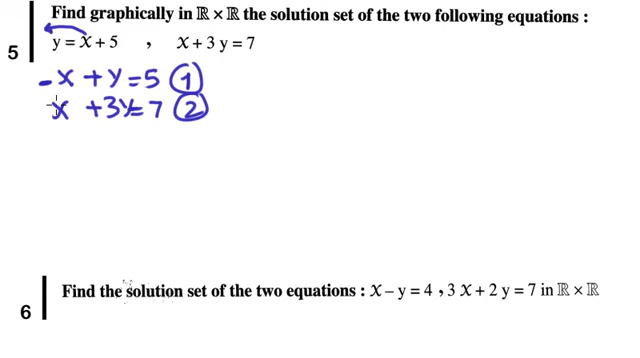 Find graphically in ℝ × ℝ the solution set of the two following equations :
5 y = x + 5 , x + 3 y = 7
- x + y = 5 1
x + 3y = 7 2
6 Find the solution set of the two equations : x – y = 4 , 3 x + 2 y = 7 in ℝ × ℝ